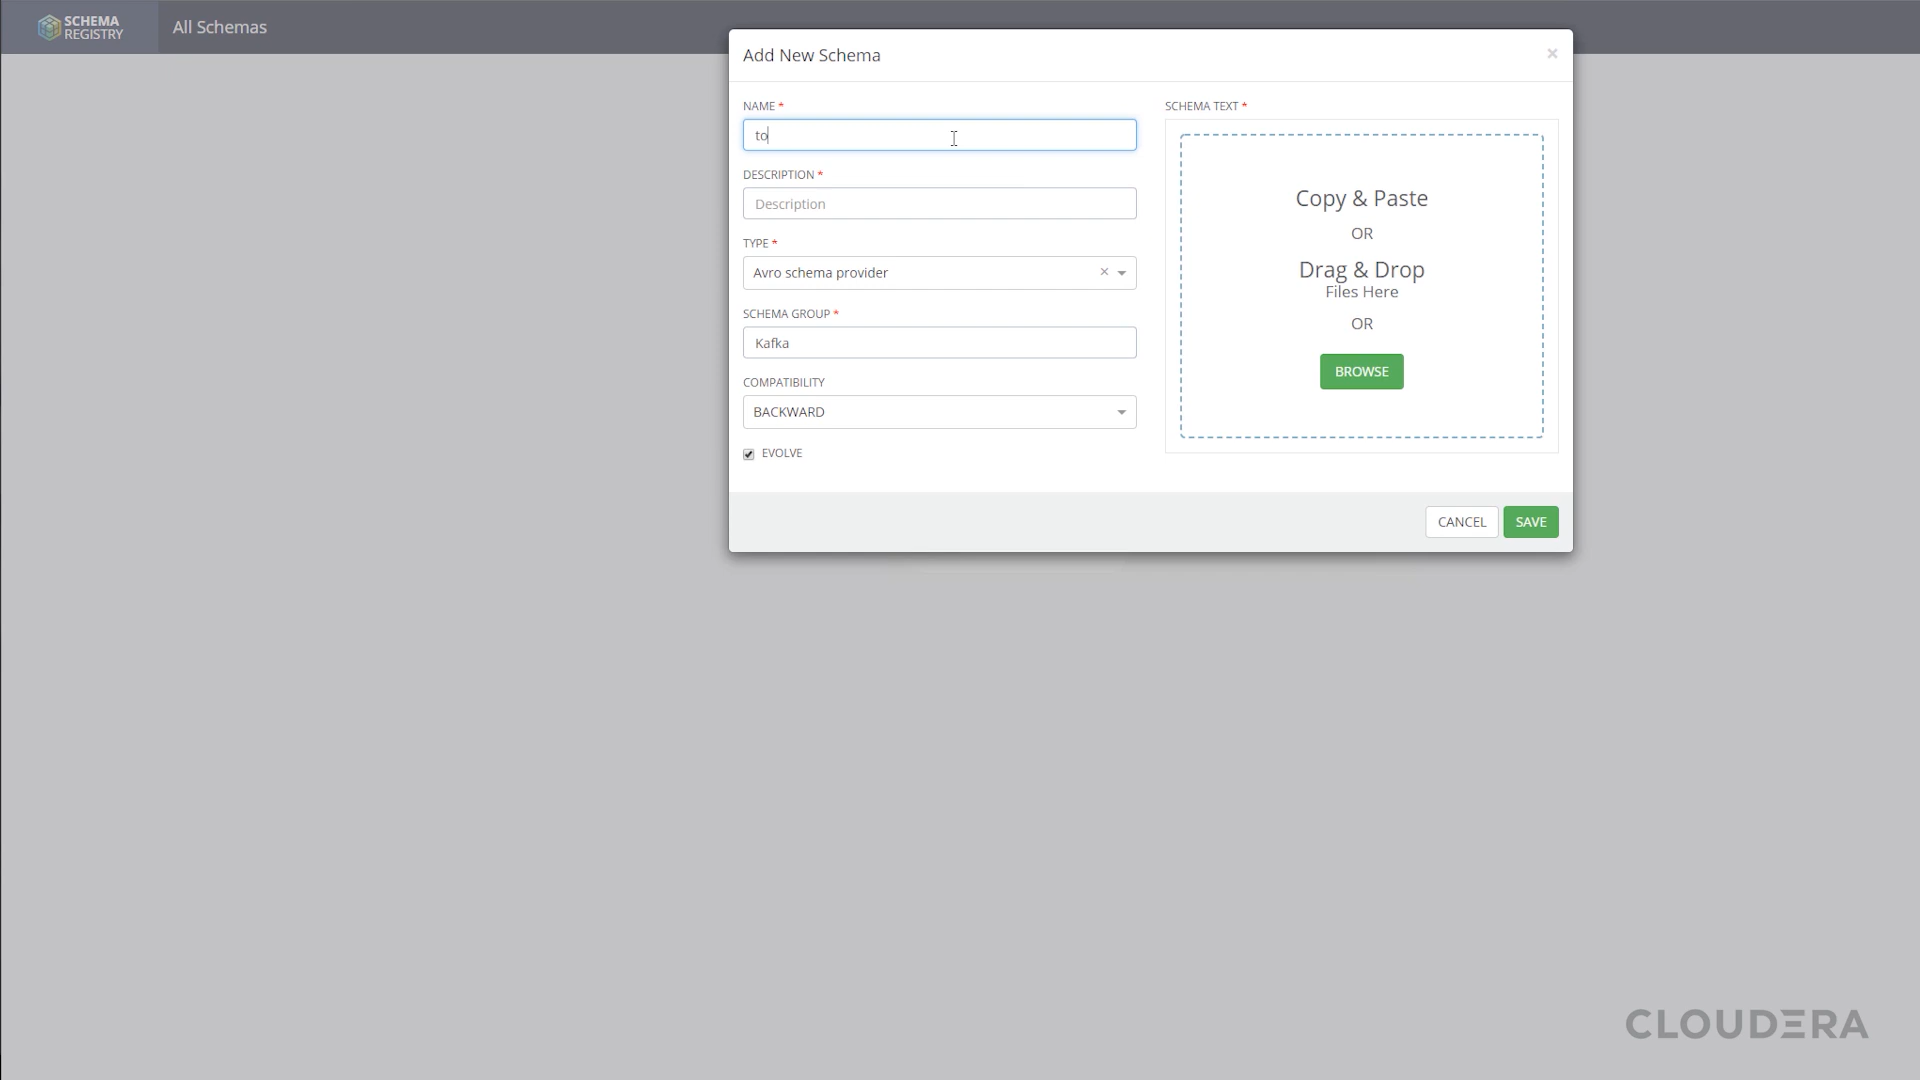 SCHEMA
REGISTRY
All Schemas
Add New Schema
×
NAME *
to
DESCRIPTION *
Description
TYPE *
Avro schema provider
×
SCHEMA GROUP *
Kafka
COMPATIBILITY
BACKWARD
EVOLVE
SCHEMA TEXT *
Copy & Paste
OR
Drag & Drop
Files Here
OR
BROWSE
CANCEL
SAVE
CLOUDERA